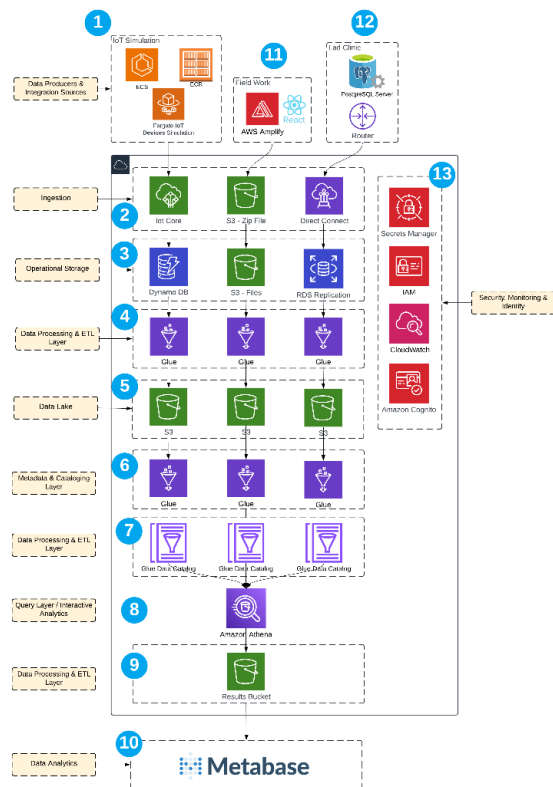 1
IoT Simulation
ECS
ECR
Fargate IoT
Devices Simulation
Data Producers &
Integration Sources
11
Field Work
AWS Amplify
React
12
Lad Clinic
PostgreSQL Server
Router
Ingestion
2
Iot Core
S3 - Zip File
Direct Connect
13
Secrets Manager
IAM
CloudWatch
Amazon Cognito
Security, Monitoring &
Identity
Operational Storage
3
Dynamo DB
S3 - Files
RDS Replication
Data Processing & ETL
Layer
4
Glue
Glue
Glue
Data Lake
5
S3
S3
S3
Metadata & Cataloging
Layer
6
Glue
Glue
Glue
Data Processing & ETL
Layer
7
Glue Data Catalog
Glue Data Catalog
Glue Data Catalog
Query Layer / Interactive
Analytics
8
Amazon Athena
Data Processing & ETL
Layer
9
Results Bucket
Data Analytics
10
Metabase